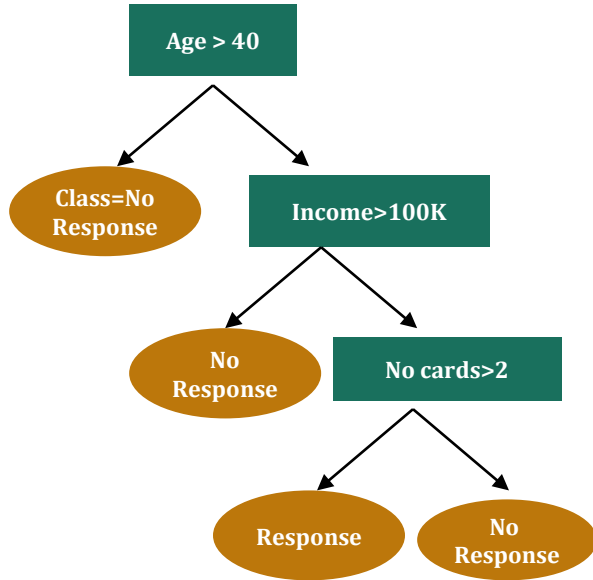 Age > 40
Class=No
Response
Income>100K
No
Response
No cards>2
Response
No
Response